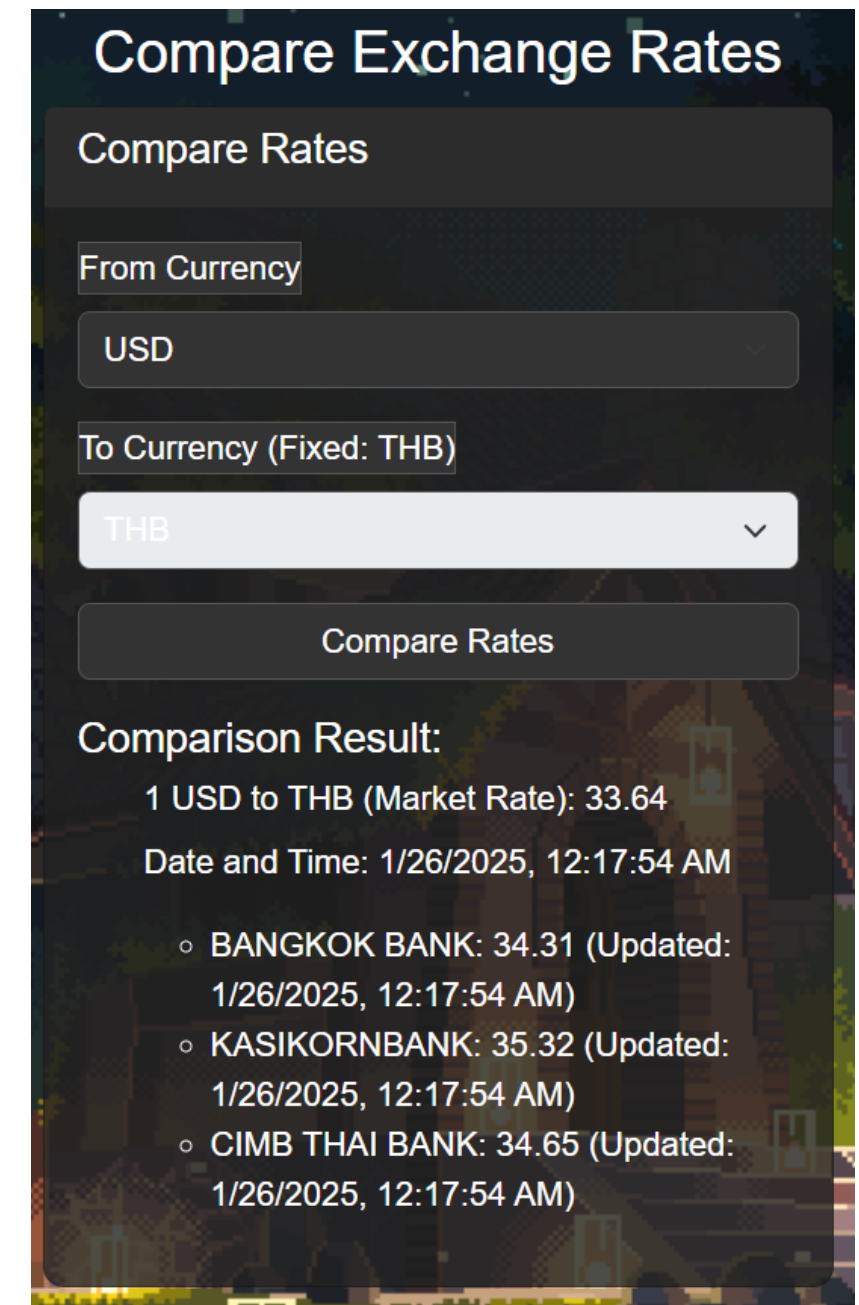 Compare Exchange Rates
Compare Rates
From Currency
USD
To Currency (Fixed: THB)
THB
Compare Rates
Comparison Result:
1 USD to THB (Market Rate): 33.64
Date and Time: 1/26/2025, 12:17:54 AM
BANGKOK BANK: 34.31 (Updated:
1/26/2025, 12:17:54 AM)
KASIKORNBANK: 35.32 (Updated:
1/26/2025, 12:17:54 AM)
CIMB THAI BANK: 34.65 (Updated:
1/26/2025, 12:17:54 AM)